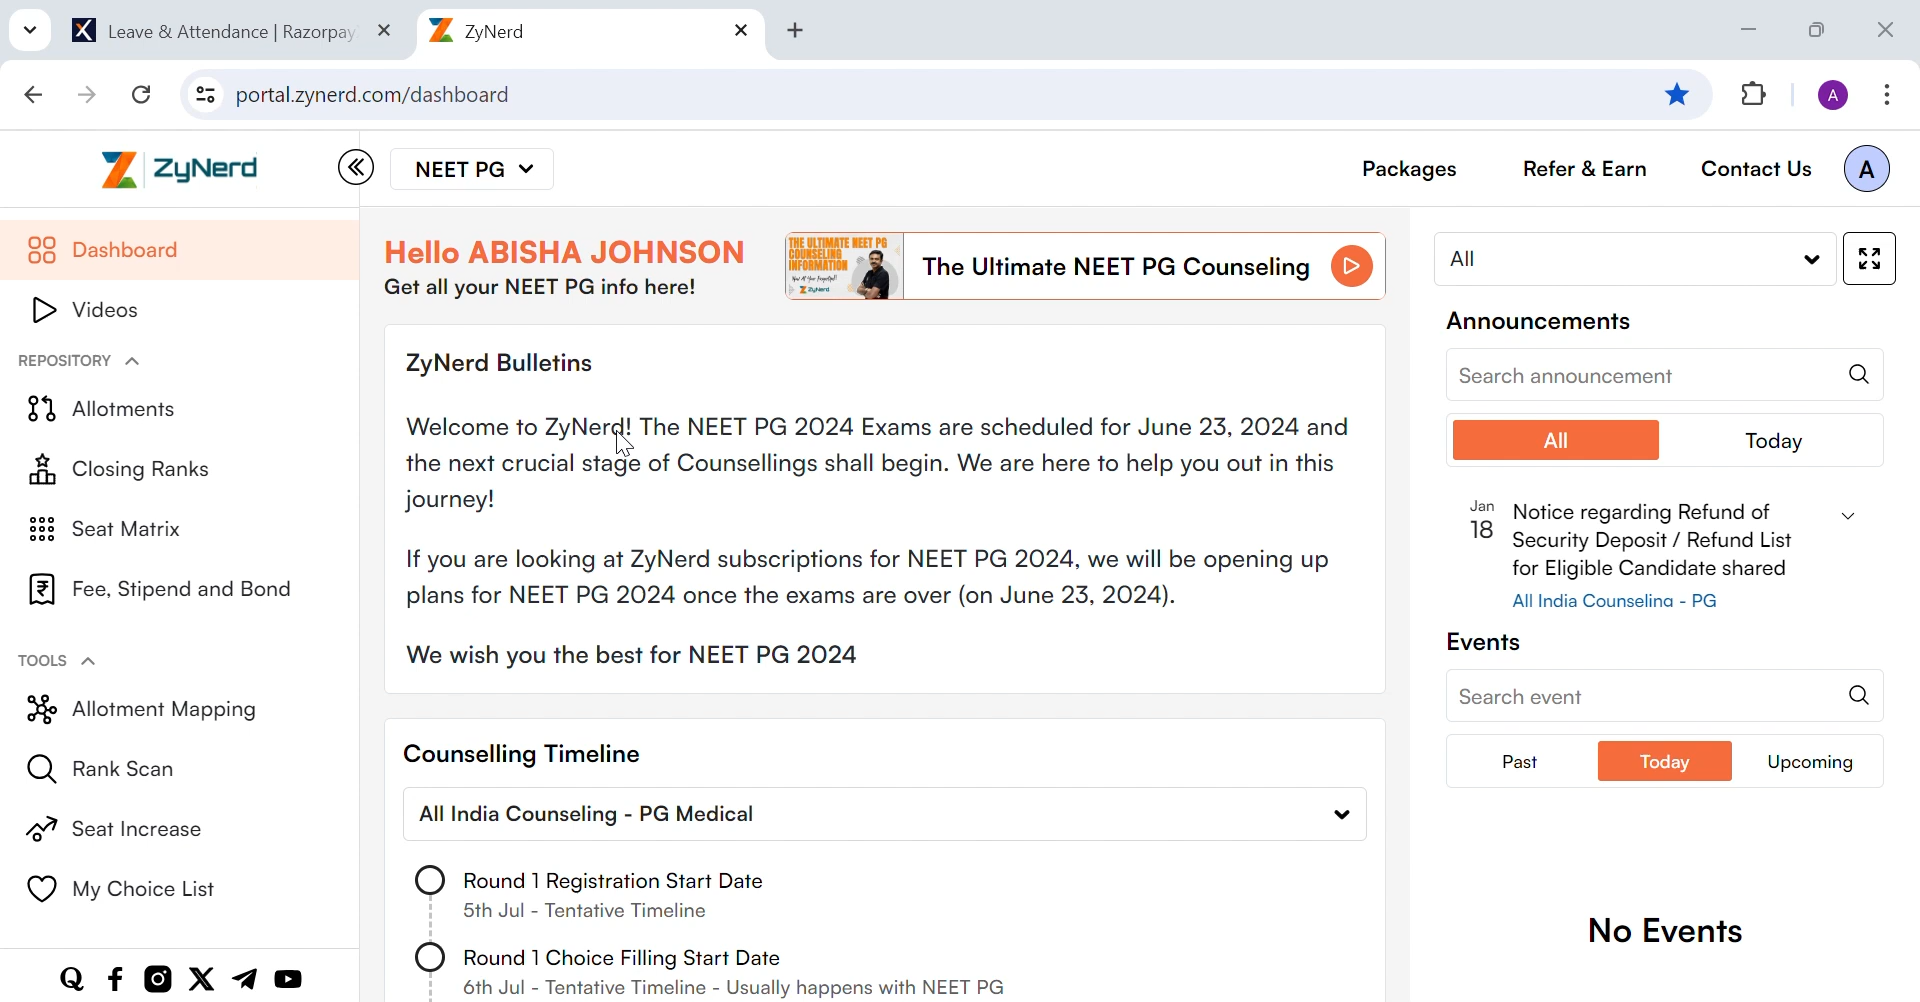 Leave & Attendance | Razorpay
ZyNerd
portal.zynerd.com/dashboard
A
ZyNerd
NEET PG
Packages
Refer & Earn
Contact Us
A
Dashboard
Videos
REPOSITORY
Allotments
Closing Ranks
Seat Matrix
Fee, Stipend and Bond
TOOLS
Allotment Mapping
Rank Scan
Seat Increase
My Choice List
Hello ABISHA JOHNSON
Get all your NEET PG info here!
THE ULTIMATE NEET PG
COUNSELING
INFORMATION
ZyNerd
The Ultimate NEET PG Counseling
ZyNerd Bulletins
Welcome to ZyNerd! The NEET PG 2024 Exams are scheduled for June 23, 2024 and
the next crucial stage of Counsellings shall begin. We are here to help you out in this
journey!
If you are looking at ZyNerd subscriptions for NEET PG 2024, we will be opening up
plans for NEET PG 2024 once the exams are over (on June 23, 2024).
We wish you the best for NEET PG 2024
Counselling Timeline
All India Counseling - PG Medical
Round 1 Registration Start Date
5th Jul - Tentative Timeline
Round 1 Choice Filling Start Date
6th Jul - Tentative Timeline - Usually happens with NEET PG
All
Announcements
Search announcement
All
Today
Jan
18
Notice regarding Refund of
Security Deposit / Refund List
for Eligible Candidate shared
All India Counseling - PG
Events
Search event
Past
Today
Upcoming
No Events